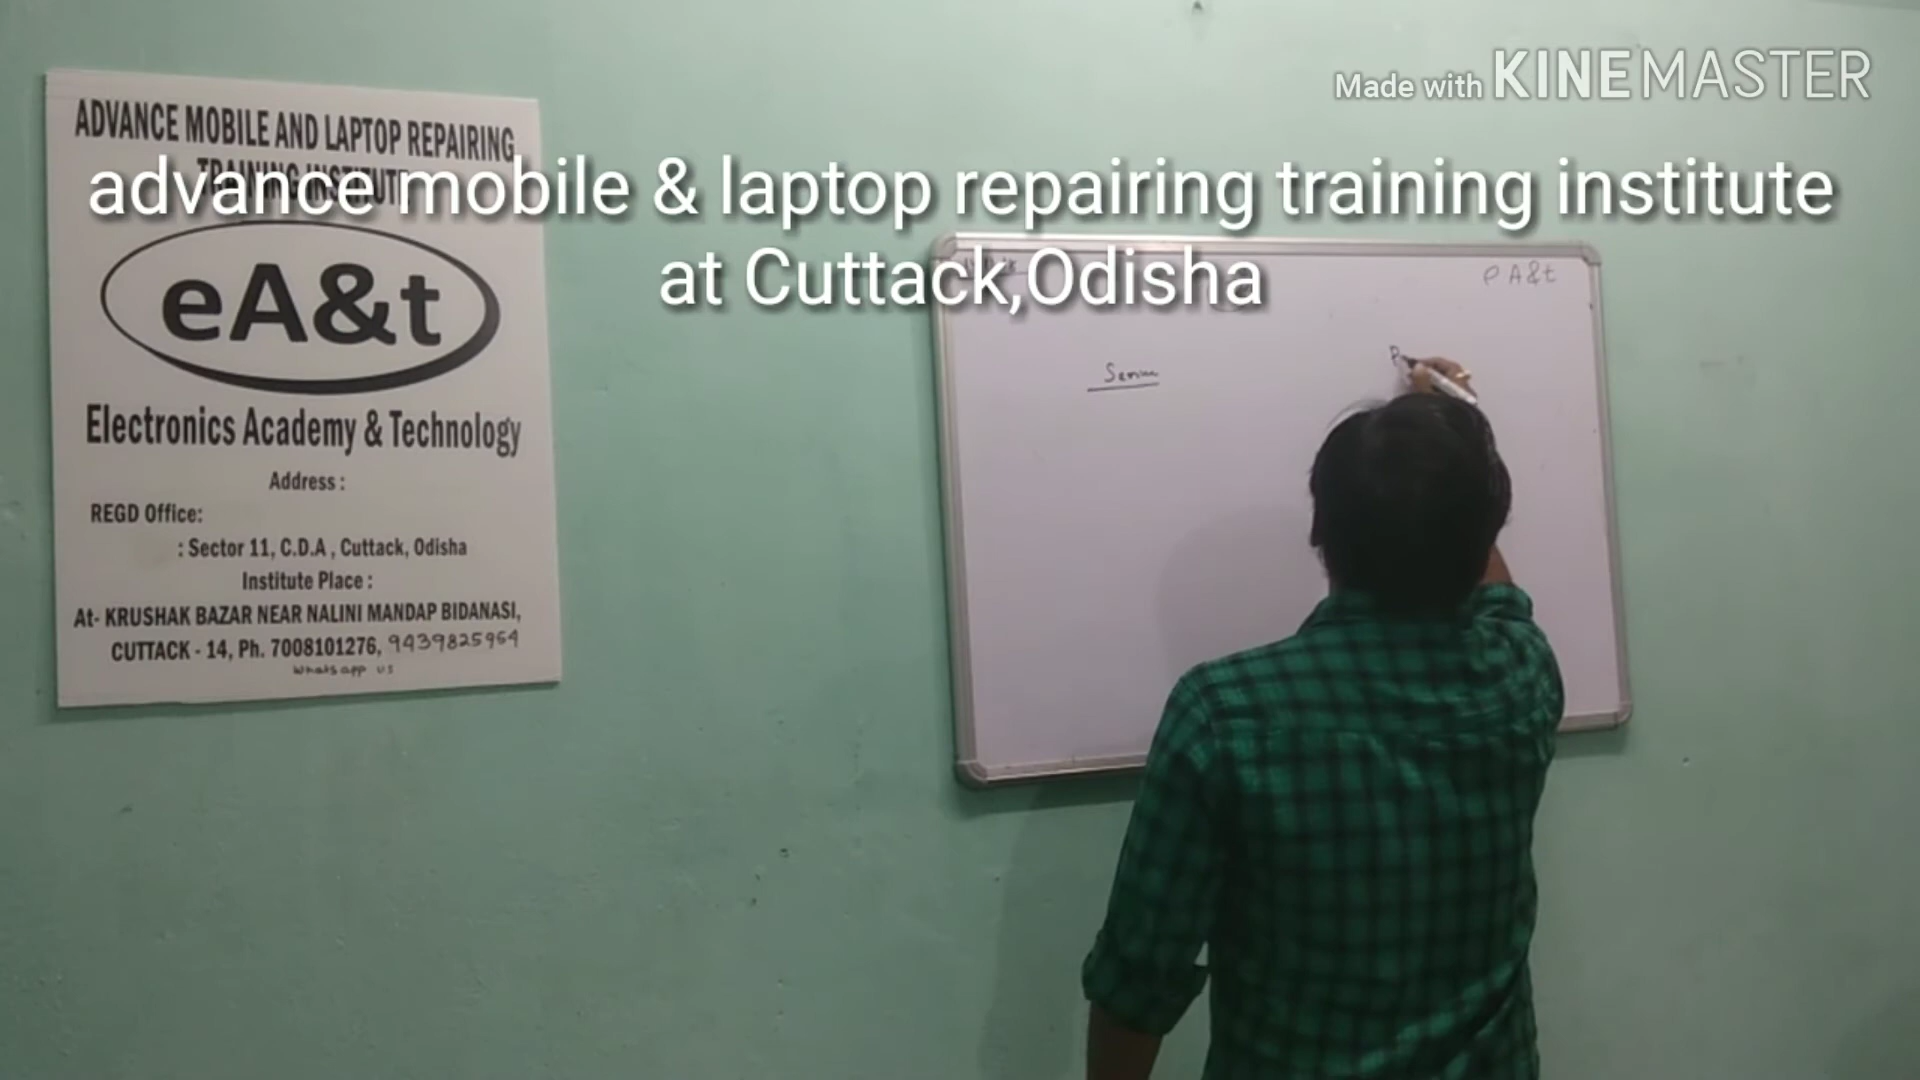 Made with KINEMASTER
advance mobile & laptop repairing training institute
at Cuttack,Odisha
ADVANCE MOBILE AND LAPTOP REPAIRING
TRAINING INSTITUTE
eA&t
Electronics Academy & Technology
Address :
REGD Office:
: Sector 11, C.D.A , Cuttack, Odisha
Institute Place :
At- KRUSHAK BAZAR NEAR NALINI MANDAP BIDANASI,
CUTTACK - 14, Ph. 7008101276, 9439825964
Whatsapp us
eA&t